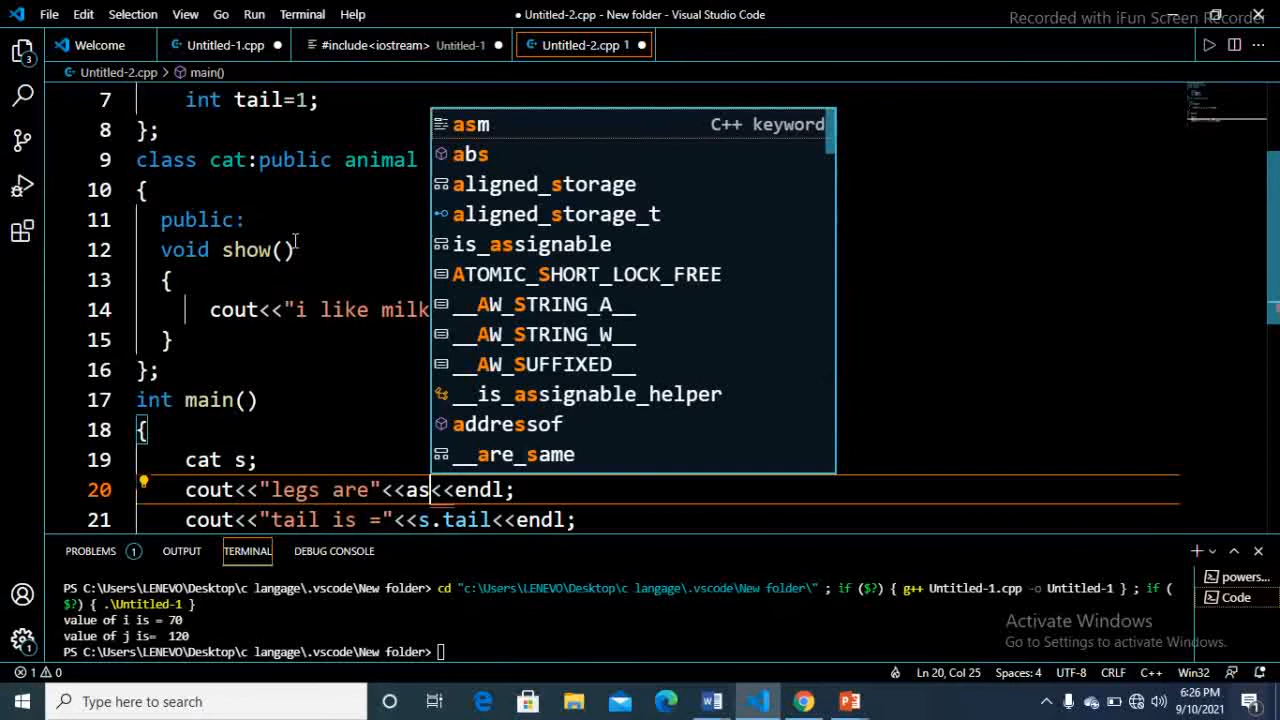 File Edit Selection View Go Run Terminal Help
● Untitled-2.cpp - New folder - Visual Studio Code
Recorded with iFun Screen Recorder
Welcome
Untitled-1.cpp ●
#include<iostream> Untitled-1 ●
Untitled-2.cpp 1 ●
Untitled-2.cpp > main()
7 int tail=1;
8 };
9 class cat:public animal
10 {
11 public:
12 void show()
13 {
14 cout<<"i like milk
15 }
16 };
17 int main()
18 {
19 cat s;
20 cout<<"legs are"<<as<<endl;
21 cout<<"tail is ="<<s.tail<<endl;
asm C++ keyword
abs
aligned_storage
aligned_storage_t
is_assignable
ATOMIC_SHORT_LOCK_FREE
__AW_STRING_A__
__AW_STRING_W__
__AW_SUFFIXED__
__is_assignable_helper
addressof
__are_same
PROBLEMS 1 OUTPUT TERMINAL DEBUG CONSOLE
PS C:\Users\LENEVO\Desktop\c langage\.vscode\New folder> cd "c:\Users\LENEVO\Desktop\c langage\.vscode\New folder\" ; if ($?) { g++ Untitled-1.cpp -o Untitled-1 } ; if (
$?) { .\Untitled-1 }
value of i is = 70
value of j is= 120
PS C:\Users\LENEVO\Desktop\c langage\.vscode\New folder>
powers...
Code
3
1
Activate Windows
Go to Settings to activate Windows.
1 0
Ln 20, Col 25 Spaces: 4 UTF-8 CRLF C++ Win32
Type here to search
6:26 PM
9/10/2021
1